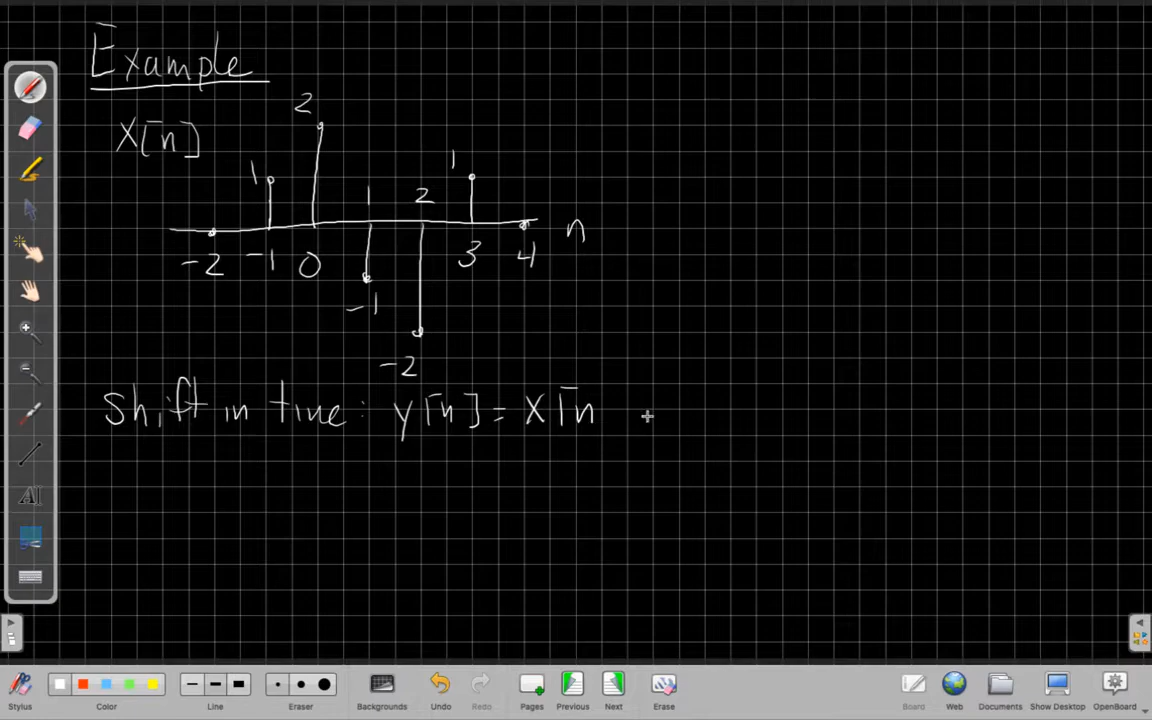 Example
2
X[n]
1 1
1 2
n
-2 -1 0 3 4
-1
-2
Shift in time: y[n] = X[n
Stylus Color Line Eraser Backgrounds Undo Redo Pages Previous Next Erase Board Web Documents Show Desktop OpenBoard